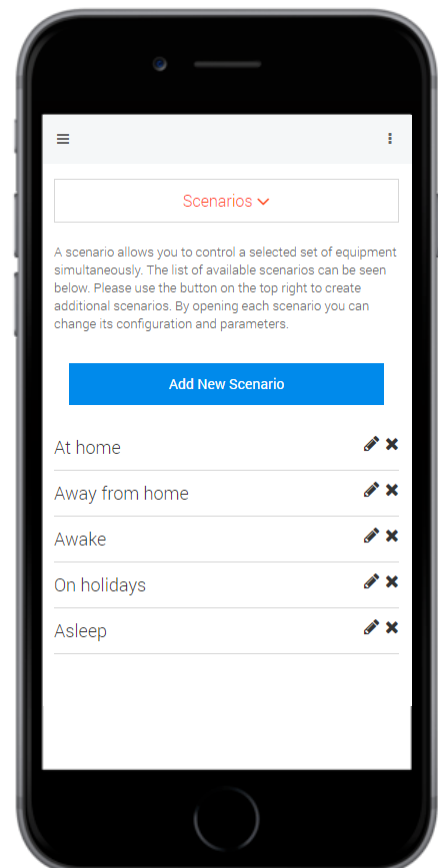 Scenarios
A scenario allows you to control a selected set of equipment
simultaneously. The list of available scenarios can be seen
below. Please use the button on the top right to create
additional scenarios. By opening each scenario you can
change its configuration and parameters.
Add New Scenario
At home
Away from home
Awake
On holidays
Asleep